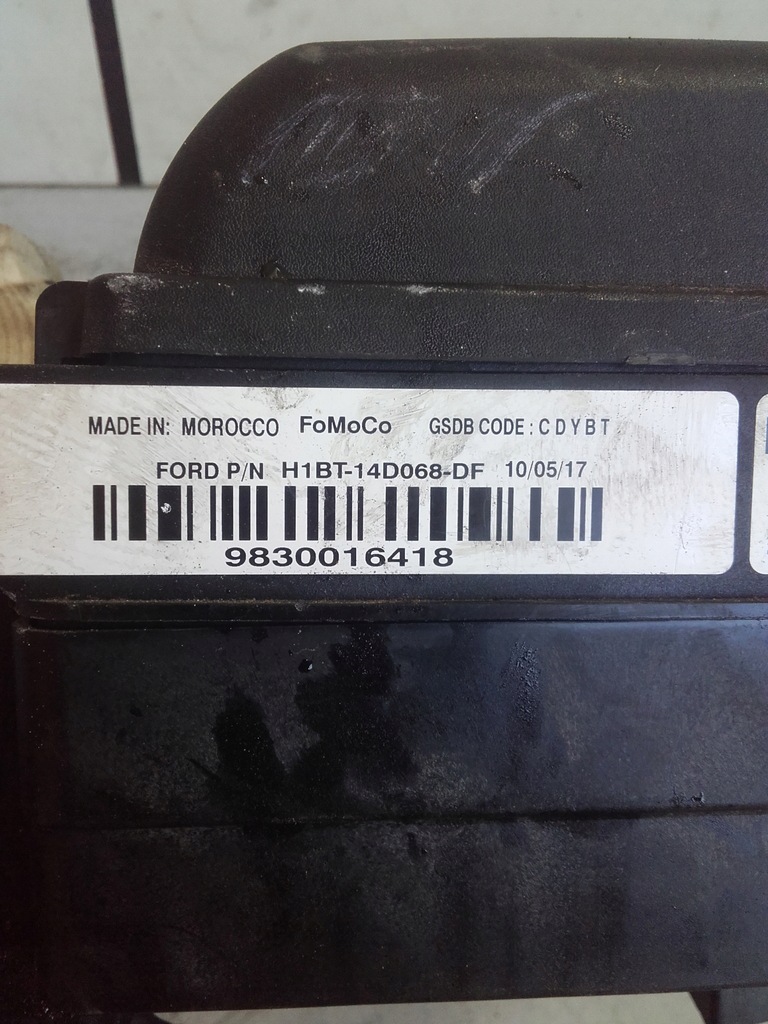 MADE IN: MOROCCO FoMoCo GSDB CODE : C D Y B T
FORD P/N H1BT-14D068-DF 10/05/17
9830016418